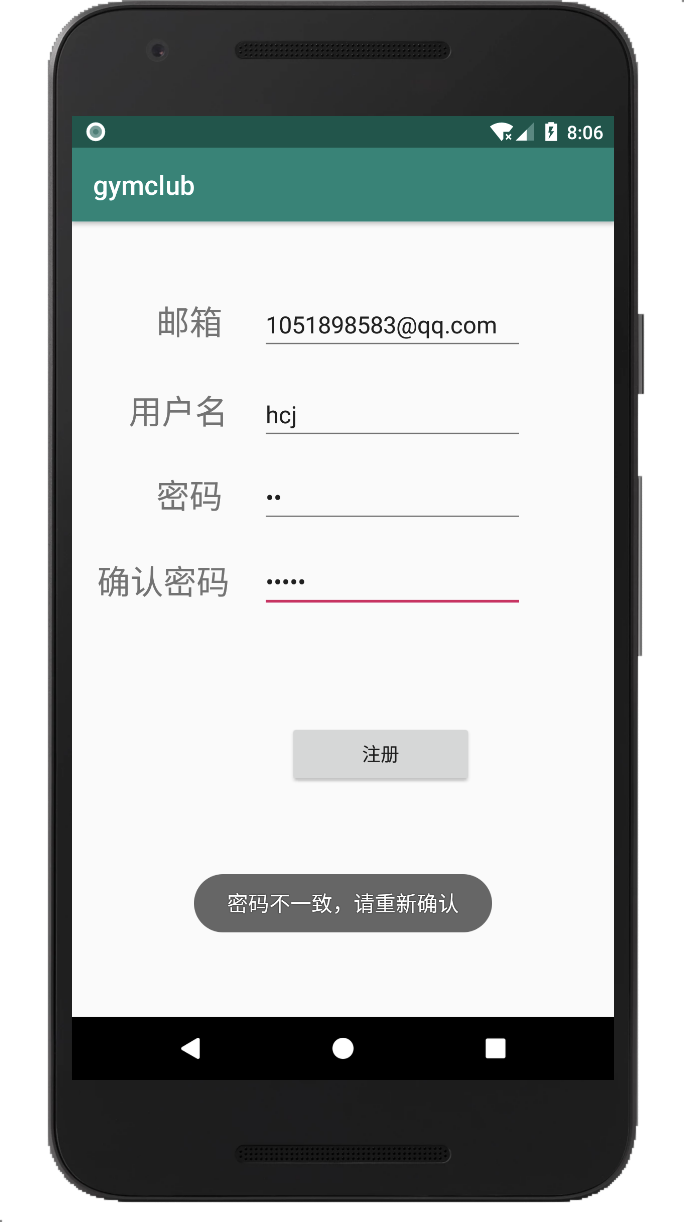 8:06
gymclub
邮箱 1051898583@qq.com
用户名 hcj
密码 ••
确认密码 •••••
注册
密码不一致，请重新确认